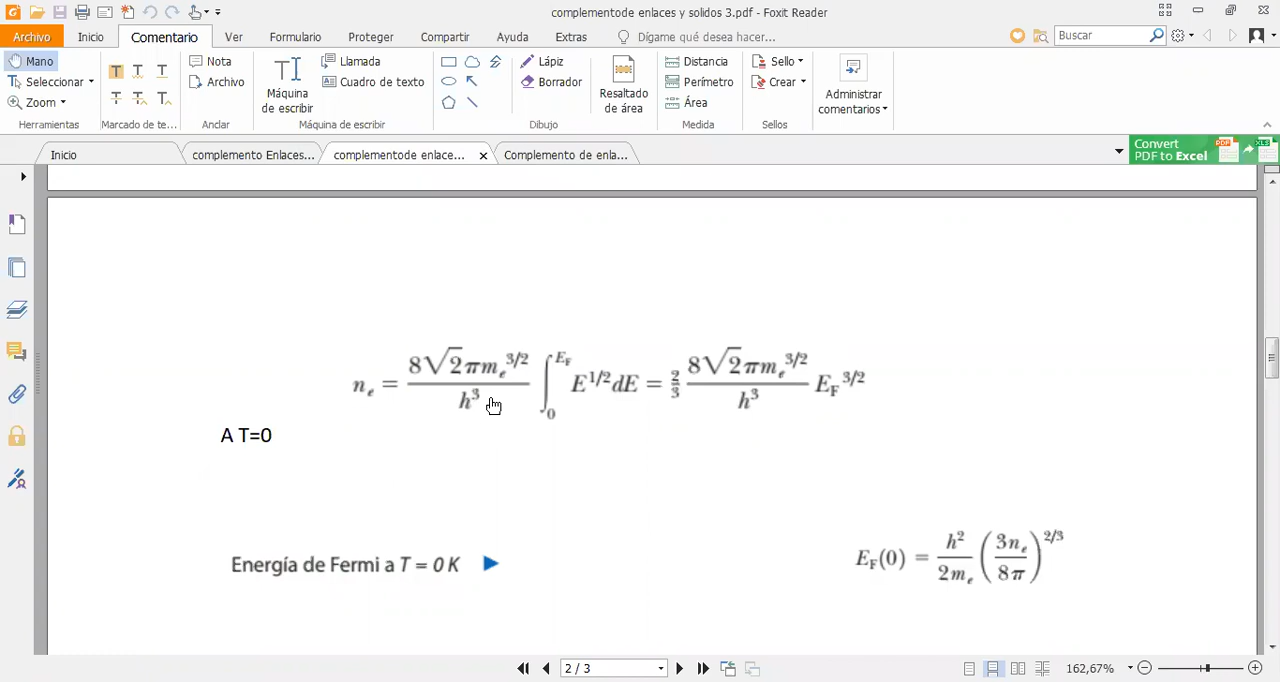 complementode enlaces y solidos 3.pdf - Foxit Reader
Archivo Inicio Comentario Ver Formulario Proteger Compartir Ayuda Extras Dígame qué desea hacer... Buscar
Mano
Seleccionar
Zoom
Herramientas
T T T
T T T
Marcado de te...
Nota
Archivo
Anclar
Máquina
de escribir
Llamada
Cuadro de texto
Máquina de escribir
Lápiz
Borrador
Dibujo
Resaltado
de área
Distancia
Perímetro
Área
Medida
Sello
Crear
Sellos
Administrar
comentarios
Inicio complemento Enlaces... complementode enlace... Complemento de enla...
Convert
PDF to Excel
PDF XLS
n_e = 8√2πm_e^3/2 / h^3 ∫_0^E_F E^1/2 dE = 2/3 8√2πm_e^3/2 / h^3 E_F^3/2
A T=0
Energía de Fermi a T = 0 K
E_F(0) = h^2 / 2m_e (3n_e / 8π)^2/3
2 / 3
162,67%